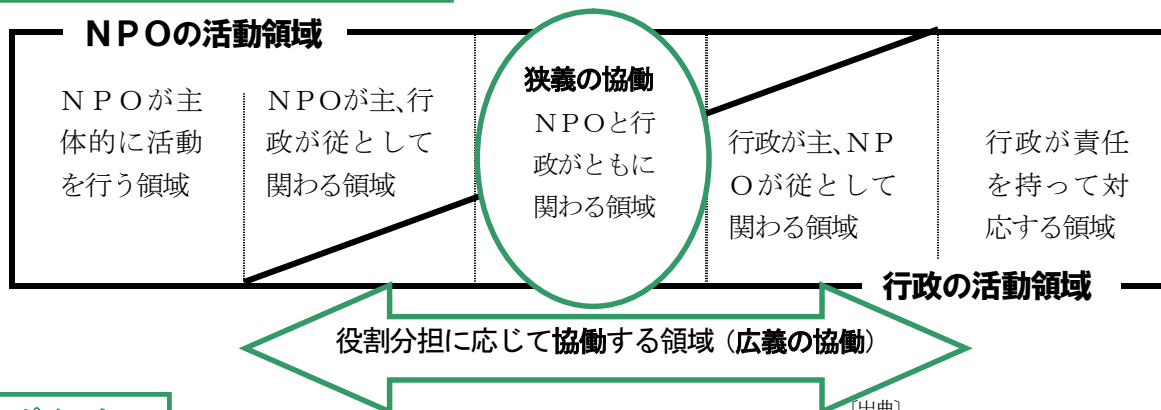 NPOの活動領域
NPOが主
体的に活動
を行う領域
NPOが主、行
政が従として
関わる領域
狭義の協働
NPOと行
政がともに
関わる領域
行政が主、NP
Oが従として
関わる領域
行政が責任
を持って対
応する領域
行政の活動領域
役割分担に応じて協働する領域(広義の協働)